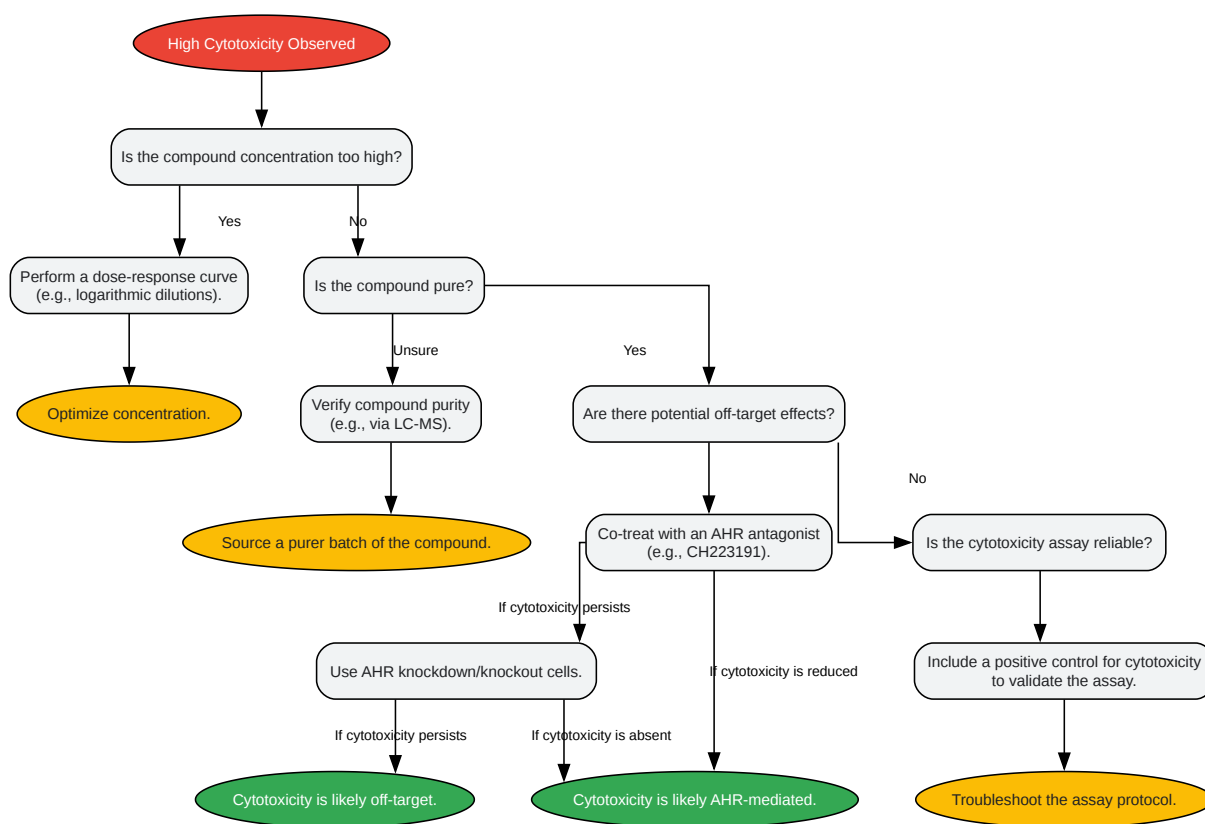 High Cytotoxicity Observed
Is the compound concentration too high?
Yes
No
Perform a dose-response curve
(e.g., logarithmic dilutions).
Is the compound pure?
Unsure
Yes
Optimize concentration.
Verify compound purity
(e.g., via LC-MS).
Are there potential off-target effects?
No
Source a purer batch of the compound.
Co-treat with an AHR antagonist
(e.g., CH223191).
Is the cytotoxicity assay reliable?
If cytotoxicity persists
Use AHR knockdown/knockout cells.
If cytotoxicity is reduced
Include a positive control for cytotoxicity
to validate the assay.
If cytotoxicity persists
If cytotoxicity is absent
Cytotoxicity is likely off-target.
Cytotoxicity is likely AHR-mediated.
Troubleshoot the assay protocol.